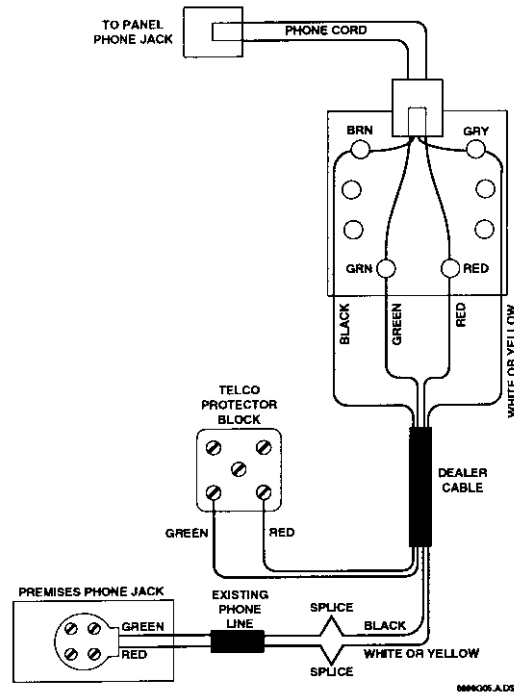 TO PANEL
PHONE JACK
PHONE CORD
BRN
GRY
GRN
RED
BLACK
GREEN
RED
WHITE OR YELLOW
TELCO
PROTECTOR
BLOCK
DEALER
CABLE
GREEN
RED
PREMISES PHONE JACK
EXISTING
PHONE
LINE
SPLICE
GREEN
RED
BLACK
WHITE OR YELLOW
SPLICE